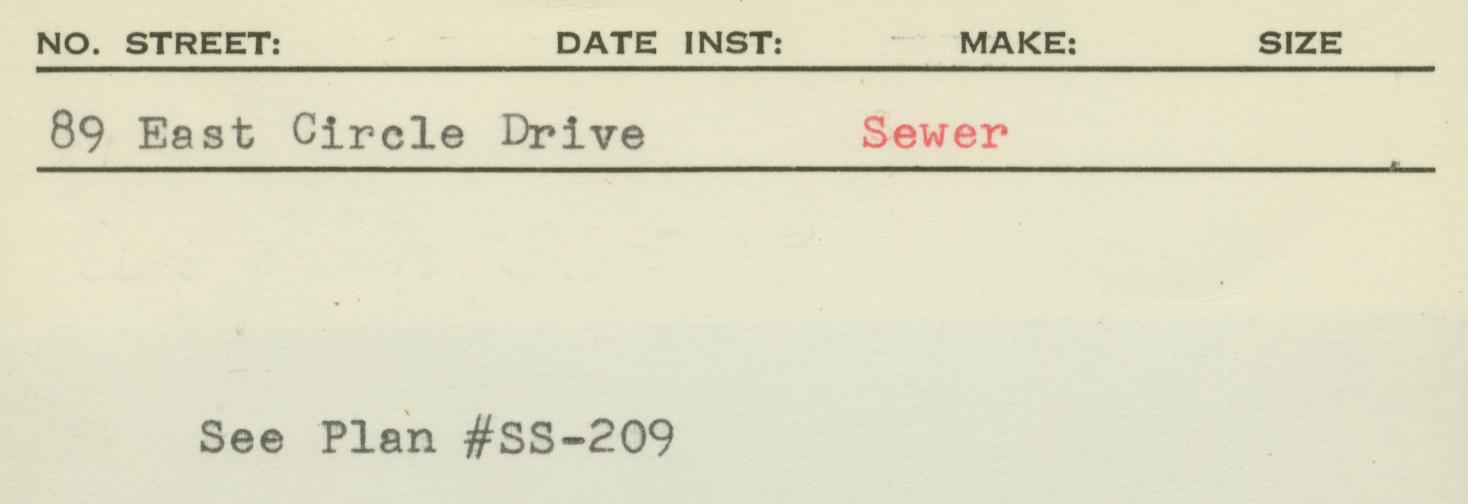 NO. STREET: DATE INST: MAKE: SIZE
89 East Circle Drive Sewer
See Plan #SS-209